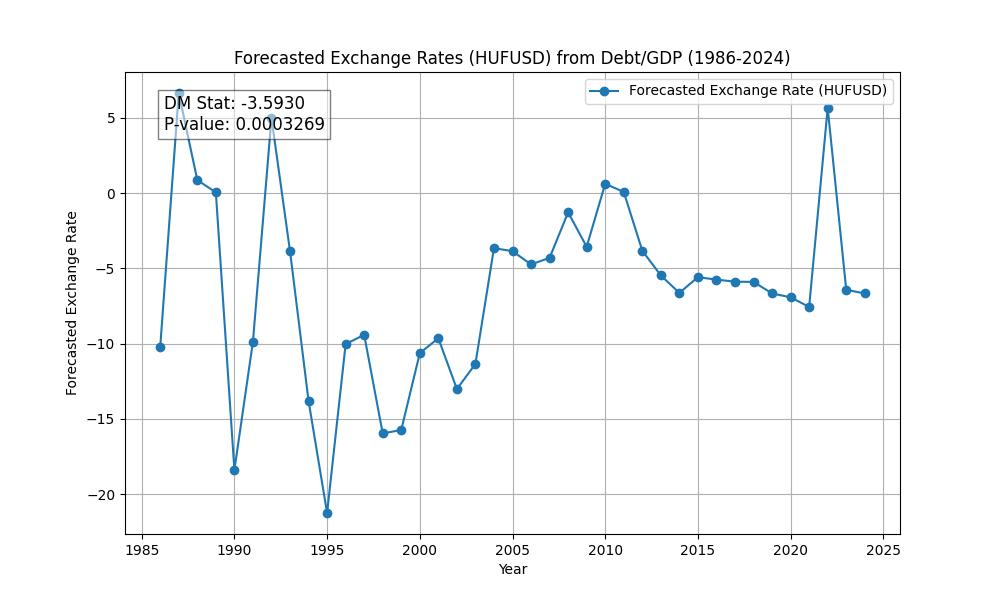 Forecasted Exchange Rates (HUFUSD) from Debt/GDP (1986-2024)
DM Stat: -3.5930
P-value: 0.0003269
Forecasted Exchange Rate (HUFUSD)
Forecasted Exchange Rate
5
0
−5
−10
−15
−20
1985 1990 1995 2000 2005 2010 2015 2020 2025
Year